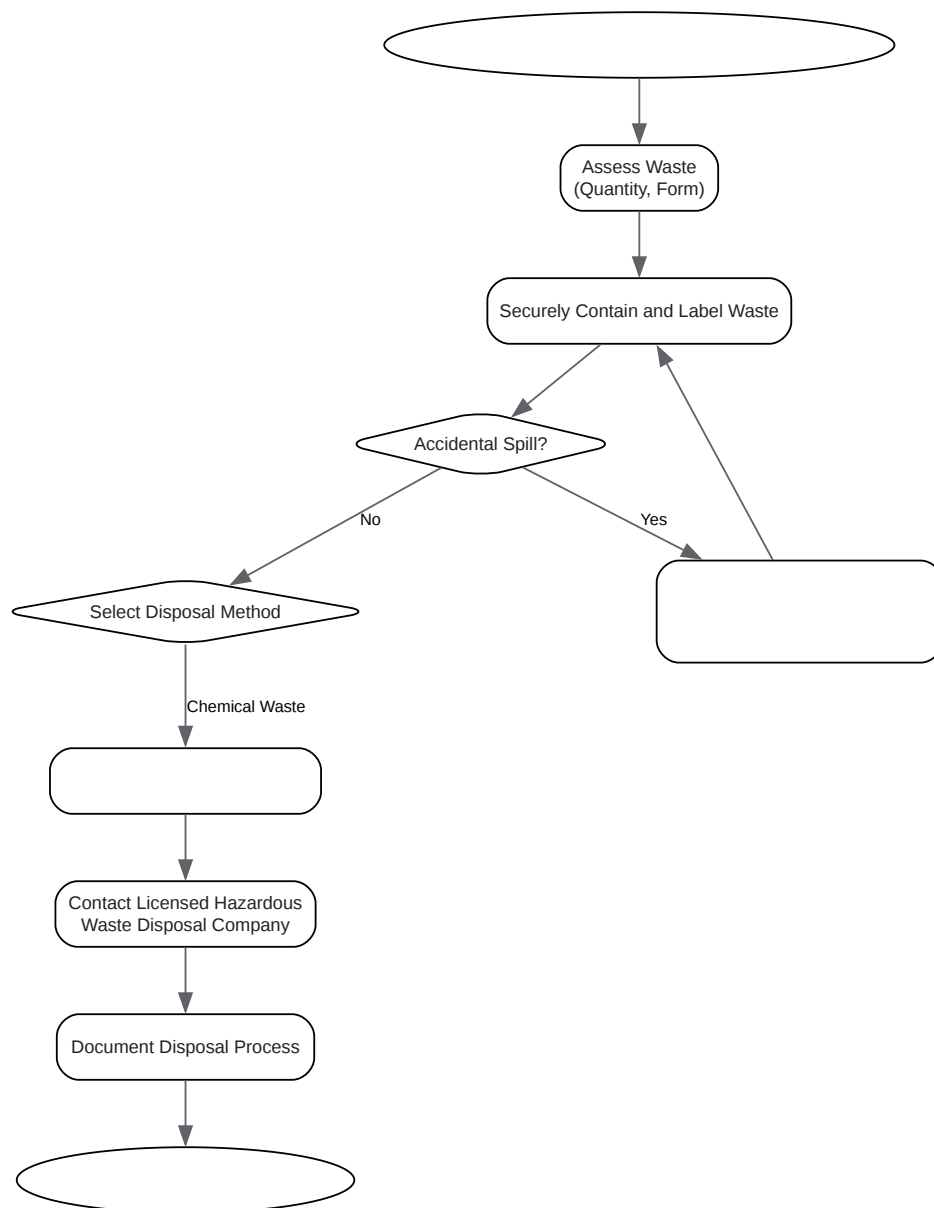 Assess Waste
(Quantity, Form)
Securely Contain and Label Waste
Accidental Spill?
No
Yes
Select Disposal Method
Chemical Waste
Contact Licensed Hazardous
Waste Disposal Company
Document Disposal Process